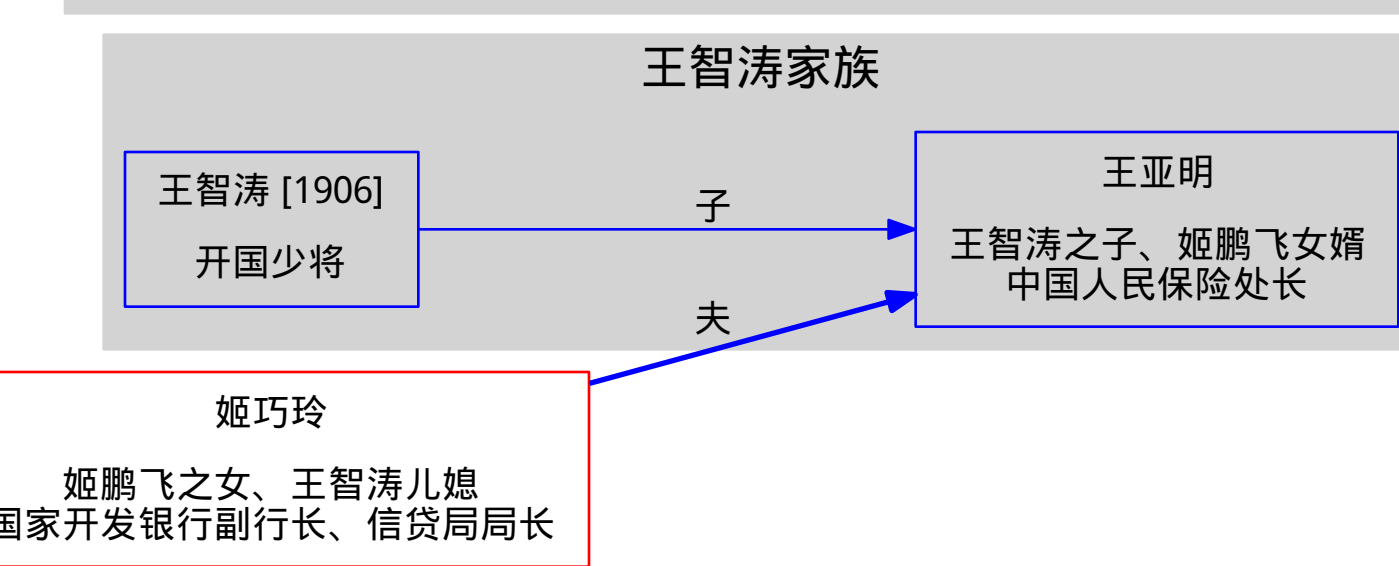 王智涛家族
王智涛 [1906]
开国少将
子
王亚明
王智涛之子、姬鹏飞女婿
中国人民保险处长
夫
姬巧玲
姬鹏飞之女、王智涛儿媳
国家开发银行副行长、信贷局局长